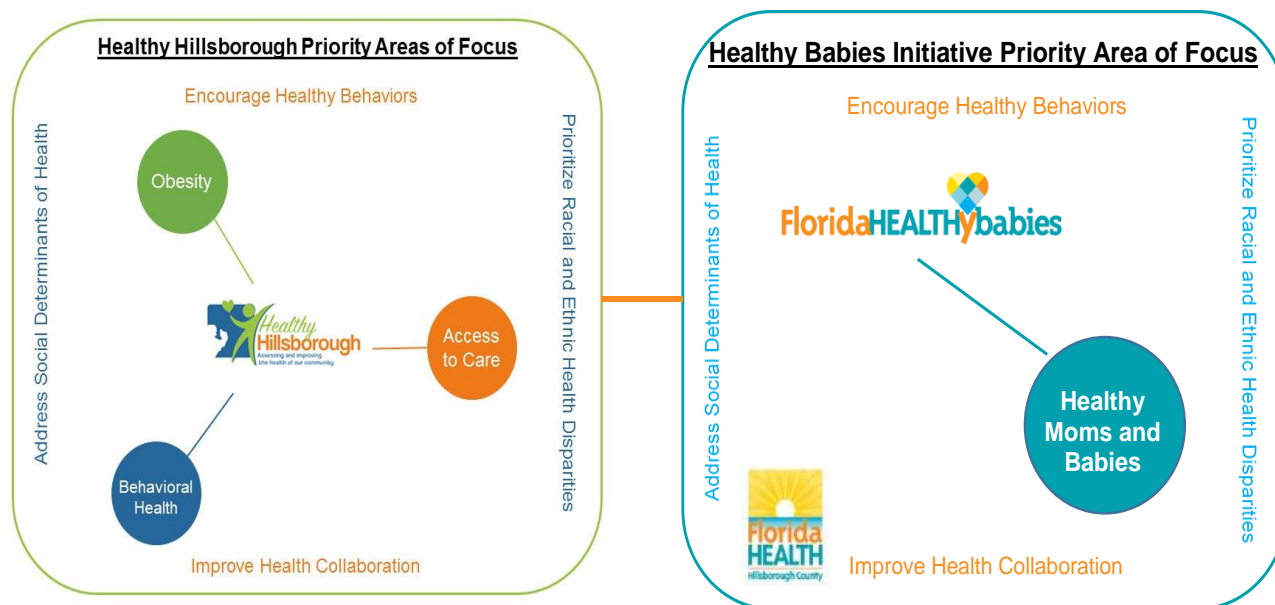 Healthy Hillsborough Priority Areas of Focus
Encourage Healthy Behaviors
Address Social Determinants of Health
Prioritize Racial and Ethnic Health Disparities
Obesity
Healthy
Hillsborough
Assessing and improving
the health of our community
Access
to Care
Behavioral
Health
Improve Health Collaboration
Healthy Babies Initiative Priority Area of Focus
Encourage Healthy Behaviors
Address Social Determinants of Health
Prioritize Racial and Ethnic Health Disparities
FloridaHEALTHybabies
Healthy
Moms and
Babies
Florida
HEALTH
Hillsborough County
Improve Health Collaboration